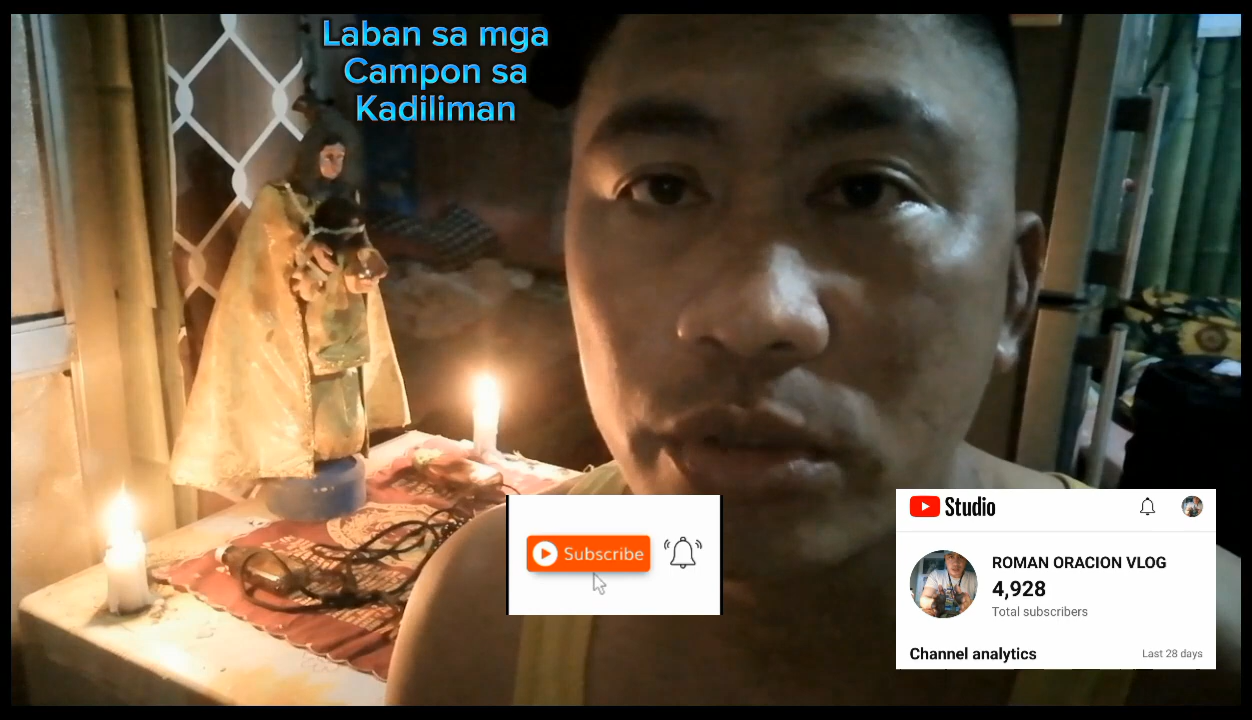 Laban sa mga
Campon sa
Kadiliman
Subscribe
Studio
ROMAN ORACION VLOG
4,928
Total subscribers
Channel analytics
Last 28 days